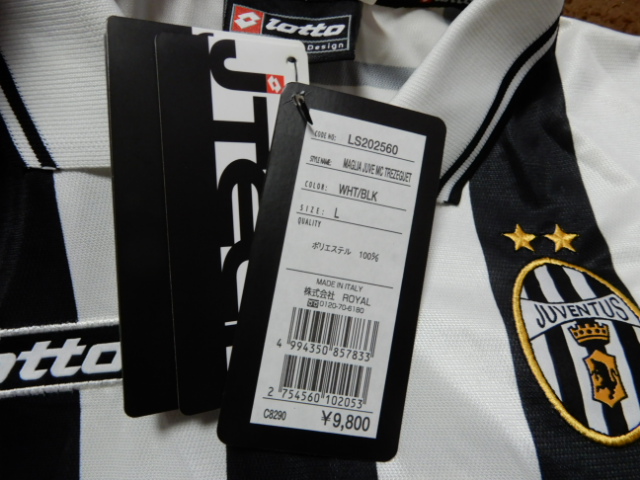 lotto
Design
JTe
CODE NO: LS202560
STYLE NAME: MAGLIA JUVE MC TREZEGUET
COLOR: WHT/BLK
SIZE: L
QUALITY
ポリエステル 100%
MADE IN ITALY
株式会社 ROYAL
0120-70-6180
4 994350 857833
2 754560 102053
C8290 ¥9,800
JUVENTUS
otto